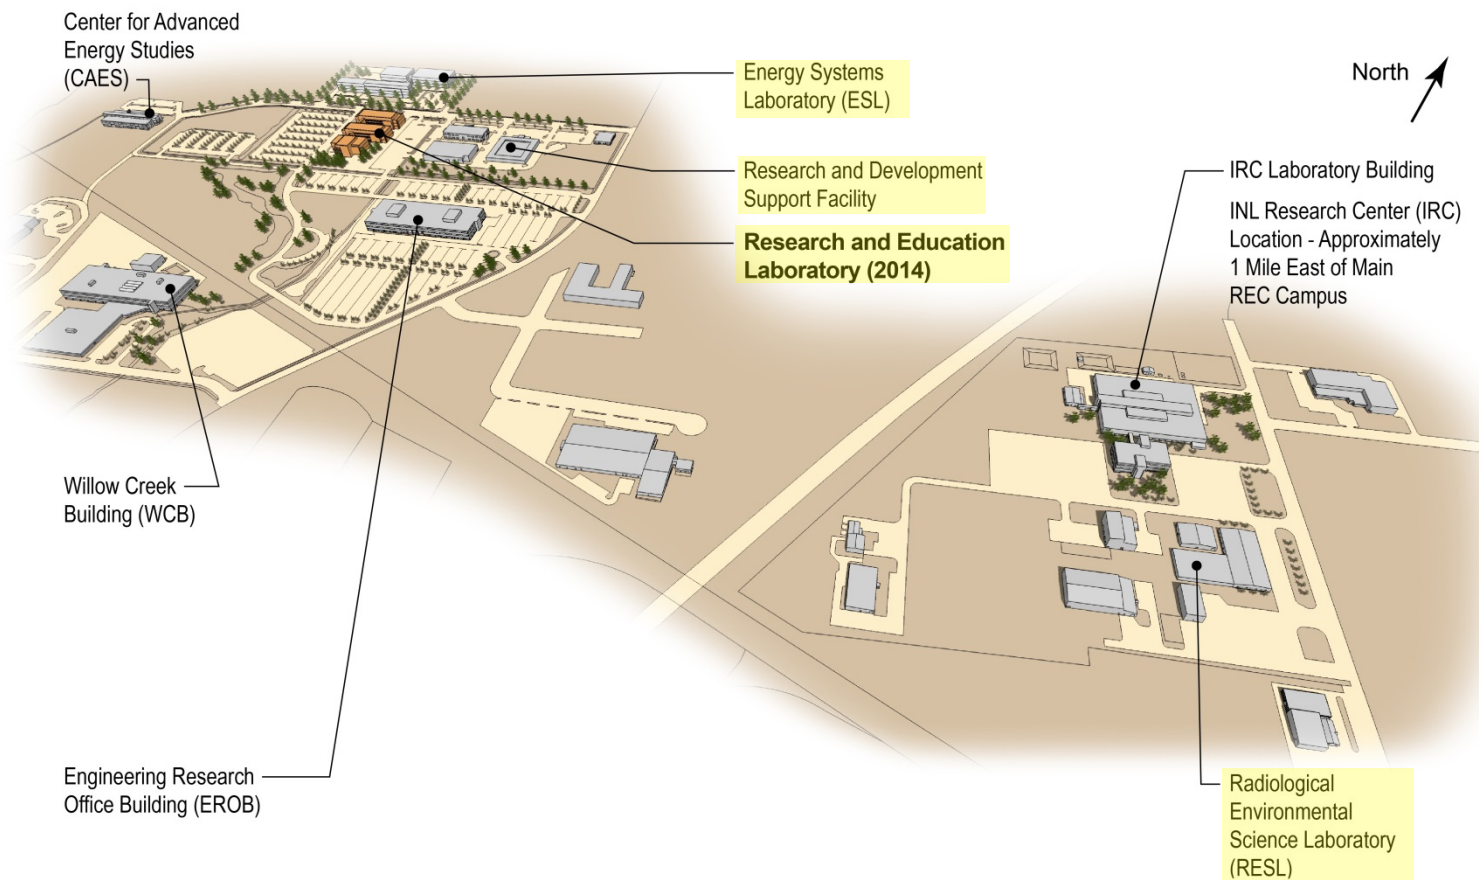 Center for Advanced
Energy Studies
(CAES)
Energy Systems
Laboratory (ESL)
North
Research and Development
Support Facility
IRC Laboratory Building
INL Research Center (IRC)
Location - Approximately
1 Mile East of Main
REC Campus
Research and Education
Laboratory (2014)
Willow Creek
Building (WCB)
Engineering Research
Office Building (EROB)
Radiological
Environmental
Science Laboratory
(RESL)